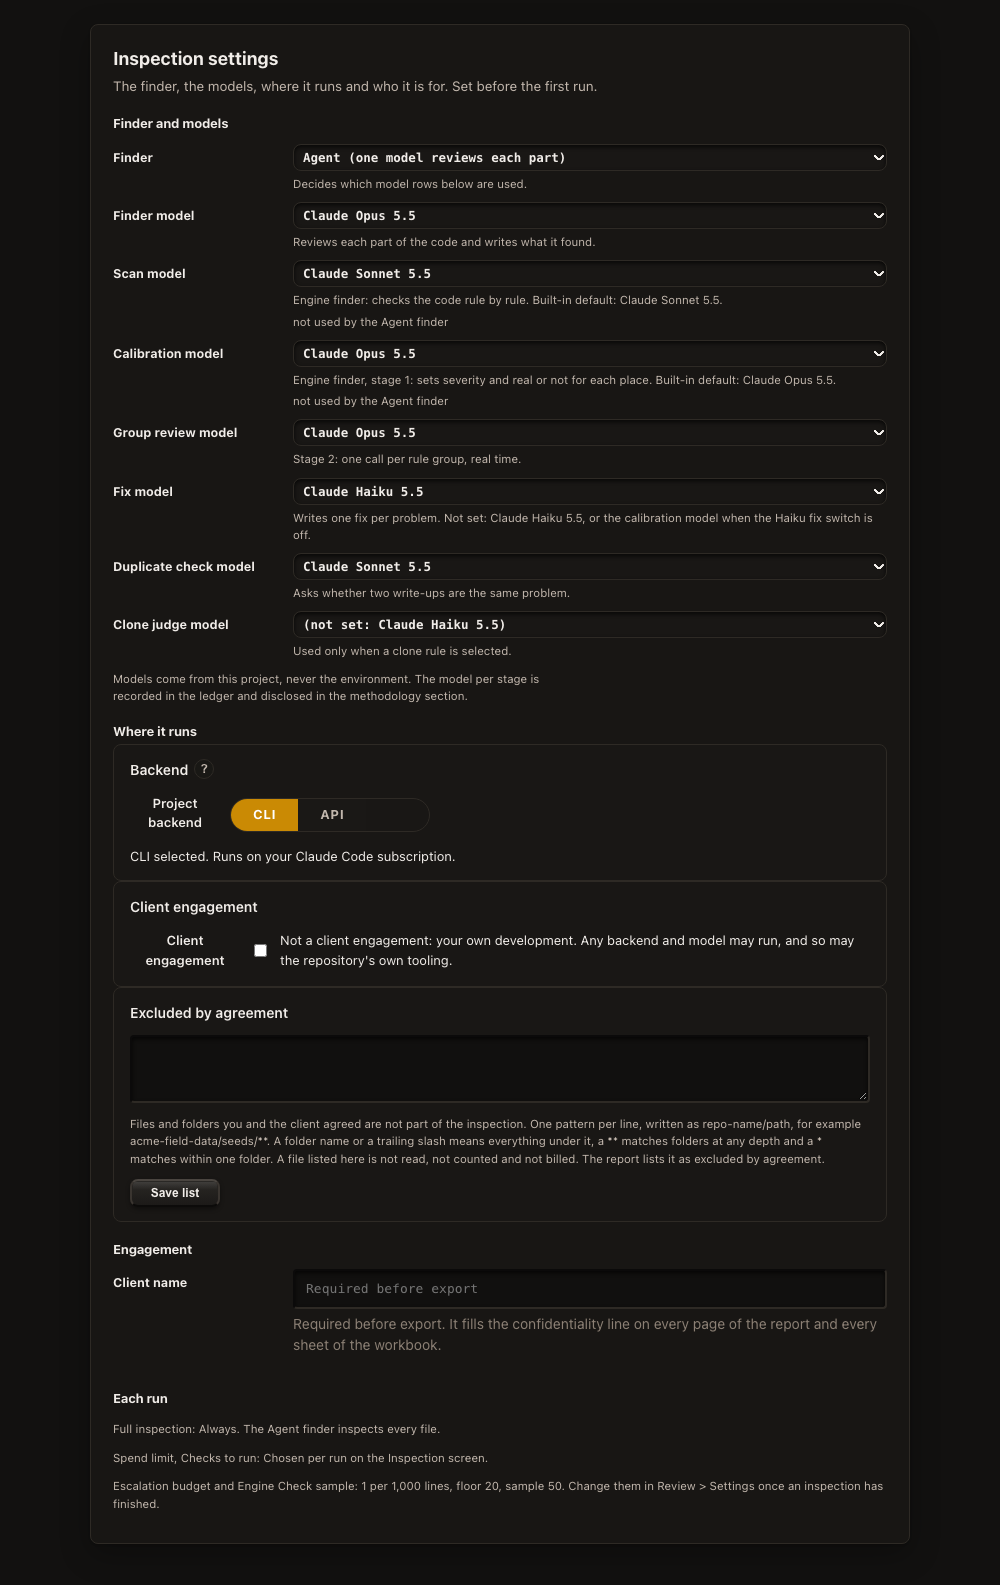 Inspection settings
The finder, the models, where it runs and who it is for. Set before the first run.
Finder and models
Finder
Agent (one model reviews each part)
Decides which model rows below are used.
Finder model
Claude Opus 5.5
Reviews each part of the code and writes what it found.
Scan model
Claude Sonnet 5.5
Engine finder: checks the code rule by rule. Built-in default: Claude Sonnet 5.5.
not used by the Agent finder
Calibration model
Claude Opus 5.5
Engine finder, stage 1: sets severity and real or not for each place. Built-in default: Claude Opus 5.5.
not used by the Agent finder
Group review model
Claude Opus 5.5
Stage 2: one call per rule group, real time.
Fix model
Claude Haiku 5.5
Writes one fix per problem. Not set: Claude Haiku 5.5, or the calibration model when the Haiku fix switch is
off.
Duplicate check model
Claude Sonnet 5.5
Asks whether two write-ups are the same problem.
Clone judge model
(not set: Claude Haiku 5.5)
Used only when a clone rule is selected.
Models come from this project, never the environment. The model per stage is
recorded in the ledger and disclosed in the methodology section.
Where it runs
Backend ?
Project
backend
CLI API
CLI selected. Runs on your Claude Code subscription.
Client engagement
Client
engagement
Not a client engagement: your own development. Any backend and model may run, and so may
the repository's own tooling.
Excluded by agreement
Files and folders you and the client agreed are not part of the inspection. One pattern per line, written as repo-name/path, for example
acme-field-data/seeds/**. A folder name or a trailing slash means everything under it, a ** matches folders at any depth and a *
matches within one folder. A file listed here is not read, not counted and not billed. The report lists it as excluded by agreement.
Save list
Engagement
Client name
Required before export
Required before export. It fills the confidentiality line on every page of the report and every
sheet of the workbook.
Each run
Full inspection: Always. The Agent finder inspects every file.
Spend limit, Checks to run: Chosen per run on the Inspection screen.
Escalation budget and Engine Check sample: 1 per 1,000 lines, floor 20, sample 50. Change them in Review > Settings once an inspection has
finished.